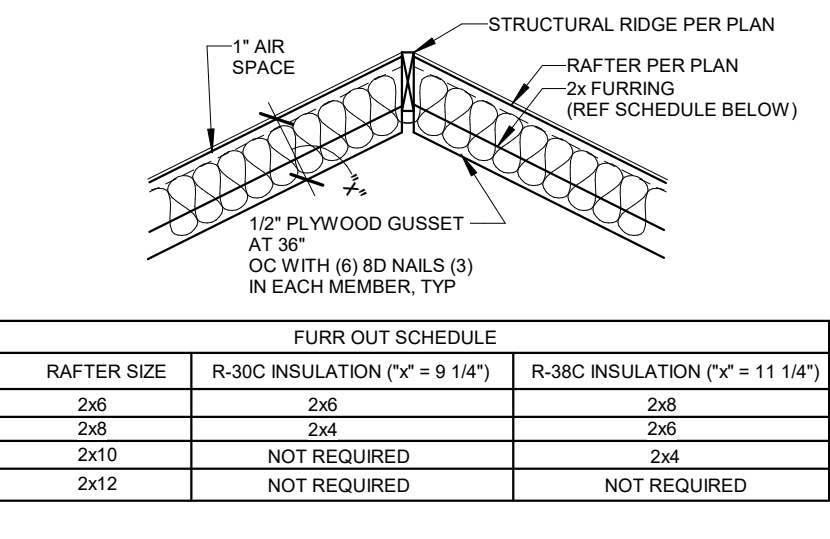 STRUCTURAL RIDGE PER PLAN
1" AIR
SPACE
RAFTER PER PLAN
2x FURRING
(REF SCHEDULE BELOW)
"X"
1/2" PLYWOOD GUSSET
AT 36"
OC WITH (6) 8D NAILS (3)
IN EACH MEMBER, TYP
FURR OUT SCHEDULE
RAFTER SIZE R-30C INSULATION ("x" = 9 1/4") R-38C INSULATION ("x" = 11 1/4")
2x6 2x6 2x8
2x8 2x4 2x6
2x10 NOT REQUIRED 2x4
2x12 NOT REQUIRED NOT REQUIRED